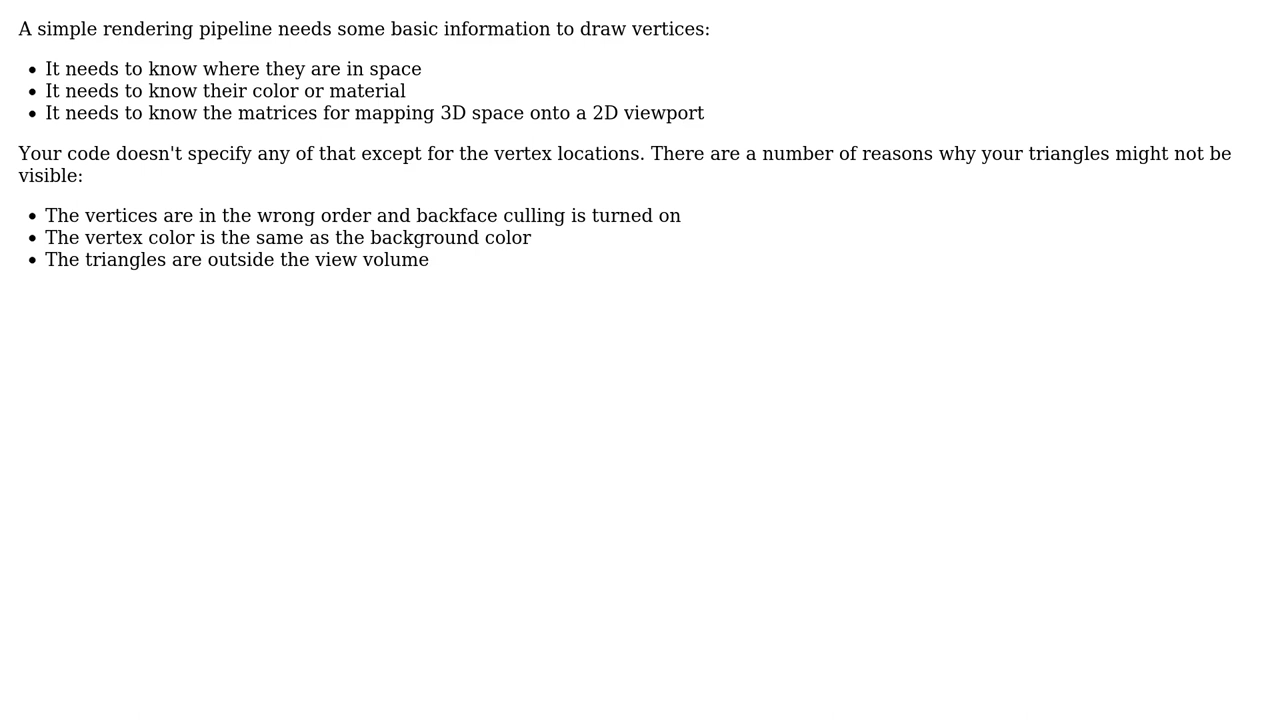 A simple rendering pipeline needs some basic information to draw vertices:
• It needs to know where they are in space
• It needs to know their color or material
• It needs to know the matrices for mapping 3D space onto a 2D viewport
Your code doesn't specify any of that except for the vertex locations. There are a number of reasons why your triangles might not be
visible:
• The vertices are in the wrong order and backface culling is turned on
• The vertex color is the same as the background color
• The triangles are outside the view volume